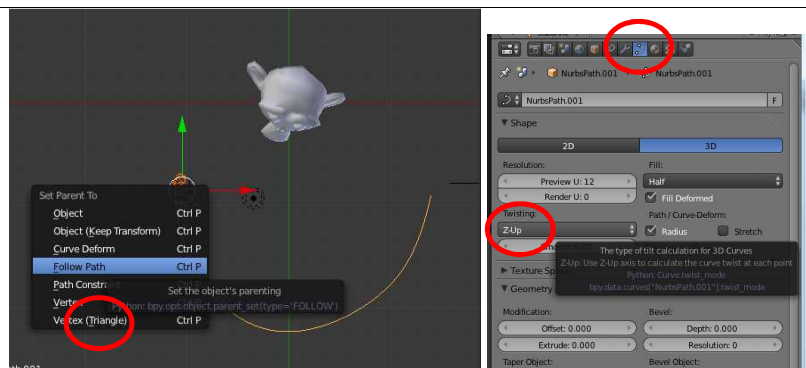 Set Parent To
Object Ctrl P
Object (Keep Transform) Ctrl P
Curve Deform Ctrl P
Follow Path Ctrl P
Path Constr
Vertex
Vertex (Triangle) Ctrl P
Set the object's parenting
Python: bpy.ops.object.parent_set(type='FOLLOW')
NurbsPath.001 NurbsPath.001
NurbsPath.001 F
Shape
2D 3D
Resolution: Fill:
Preview U: 12 Half
Render U: 0 Fill Deformed
Twisting: Path / Curve-Deform:
Z-Up Radius Stretch
The type of tilt calculation for 3D Curves
Z-Up: Use Z-Up axis to calculate the curve twist at each point.
Python: Curve.twist_mode
bpy.data.curves["NurbsPath.001"].twist_mode
Texture
Geometry
Modification: Bevel:
Offset: 0.000 Depth: 0.000
Extrude: 0.000 Resolution: 0
Taper Object: Bevel Object: